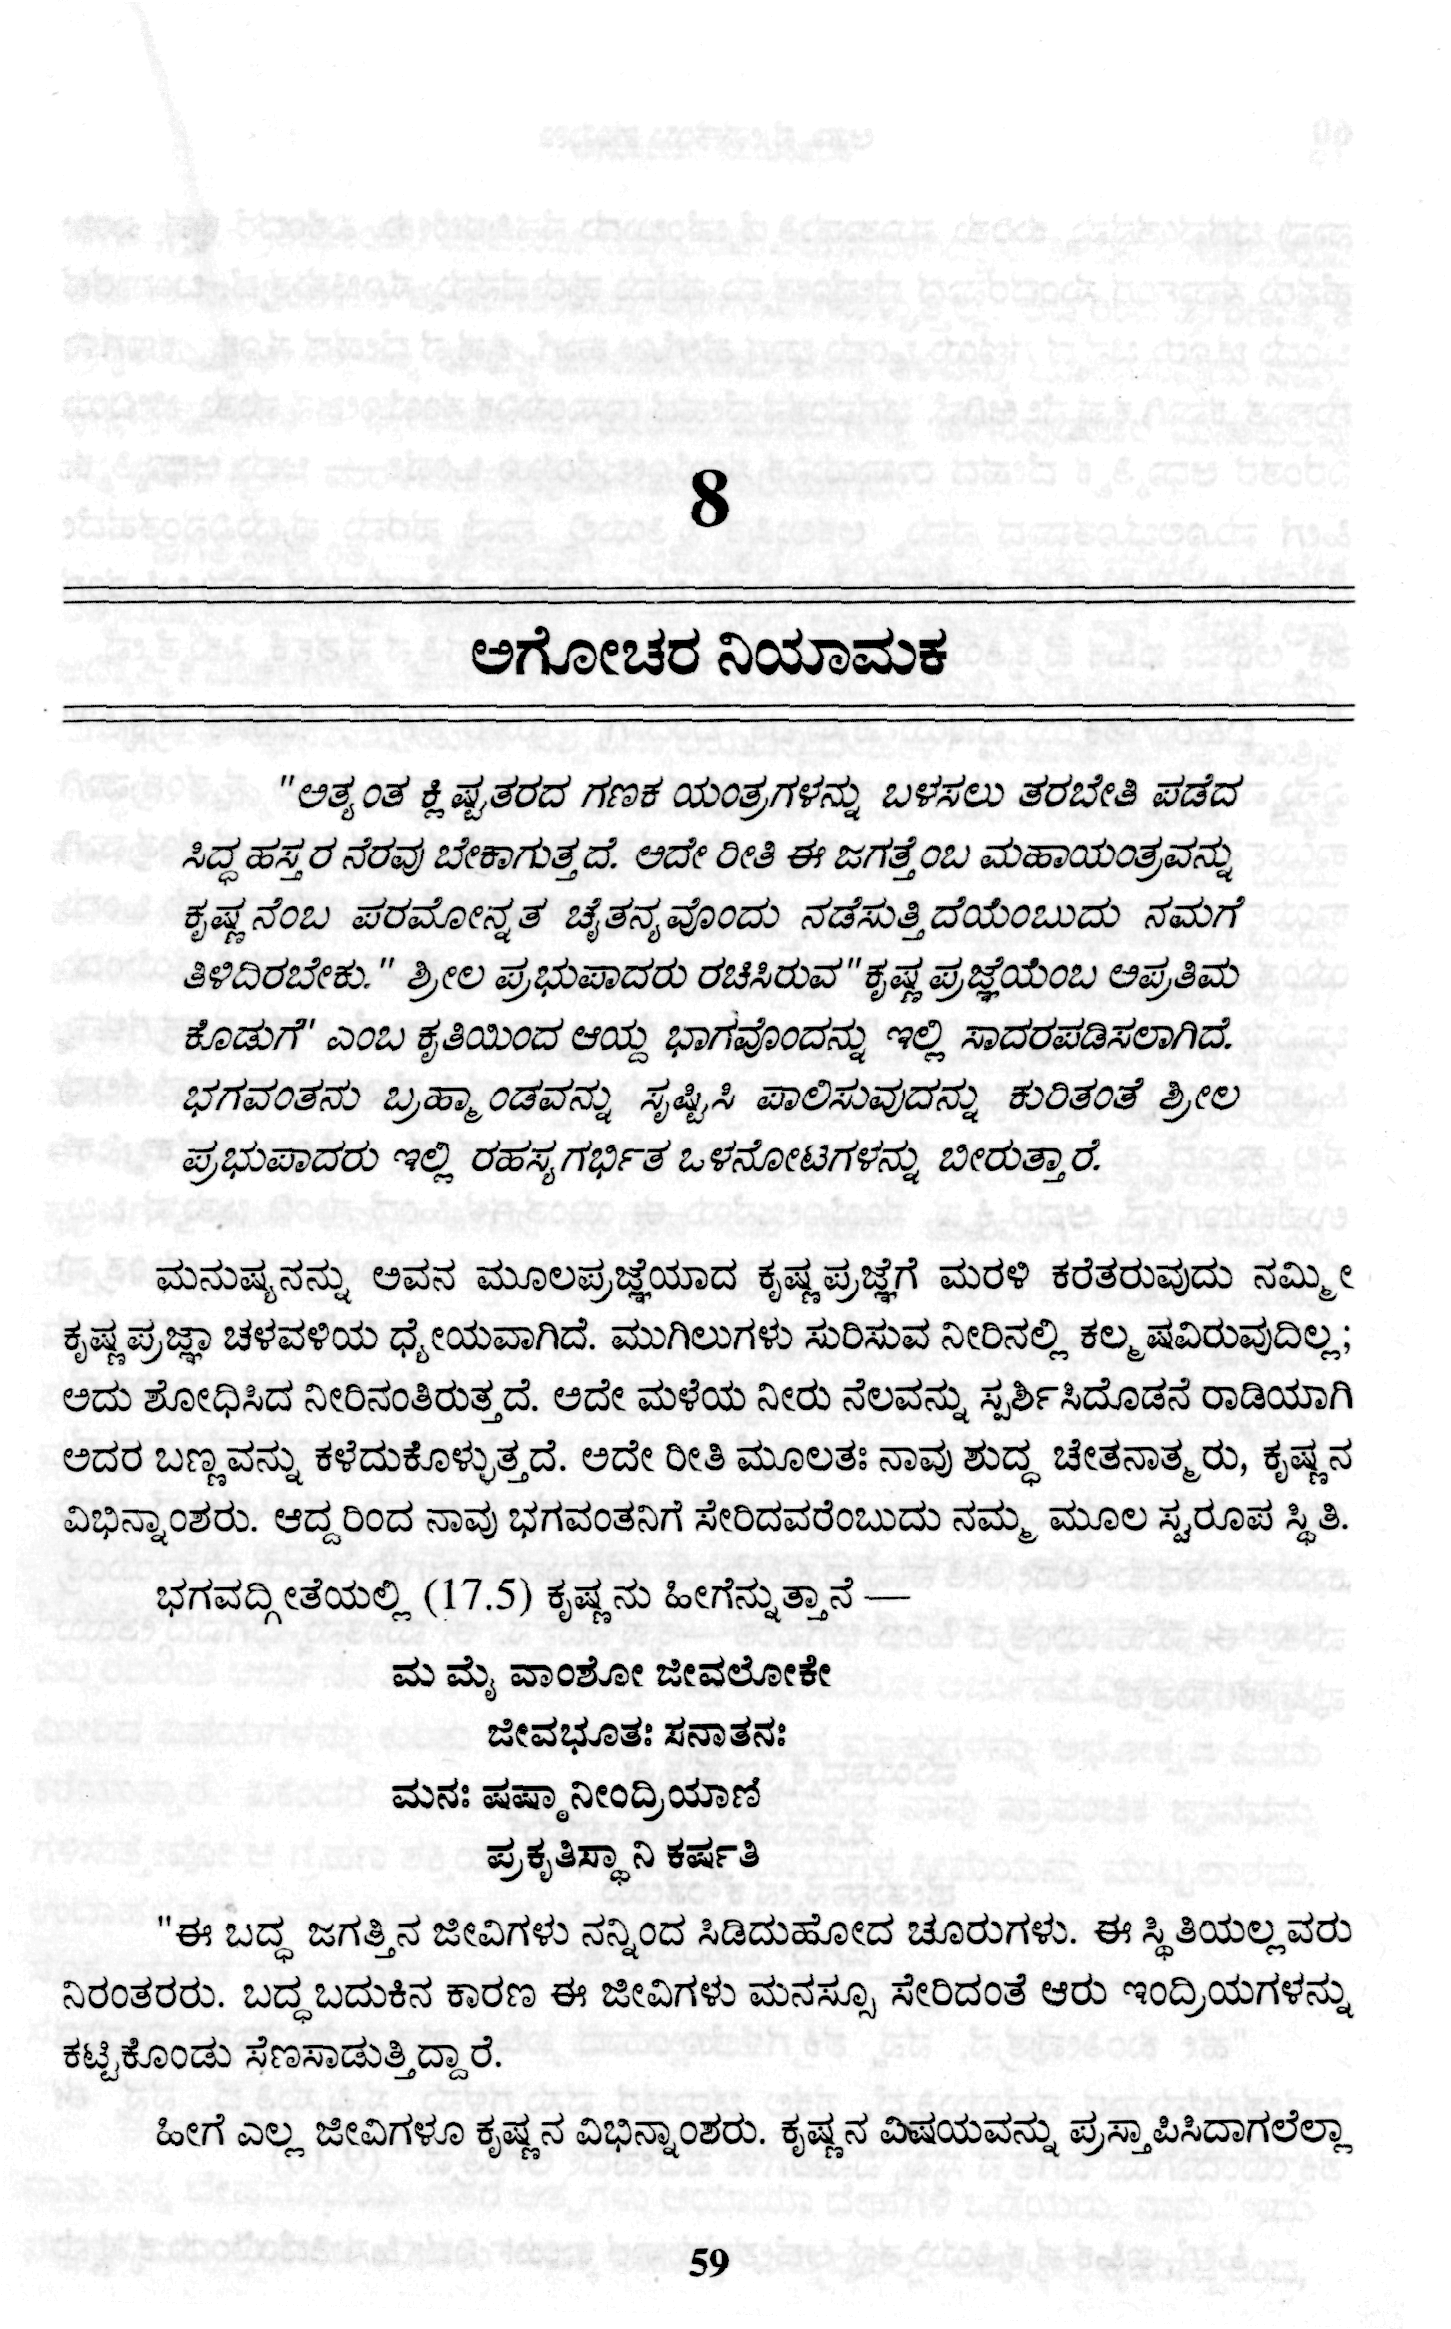 8
ಅಗೋಚರ ನಿಯಾಮಕ
"ಅತ್ಯಂತ ಕ್ಲಿಷ್ಟತರದ ಗಣಕ ಯಂತ್ರಗಳನ್ನು ಬಳಸಲು ತರಬೇತಿ ಪಡೆದ
ಸಿದ್ಧಹಸ್ತರ ನೆರವು ಬೇಕಾಗುತ್ತದೆ. ಅದೇ ರೀತಿ ಈ ಜಗತ್ತೆಂಬ ಮಹಾಯಂತ್ರವನ್ನು
ಕೃಷ್ಣನೆಂಬ ಪರಮೋನ್ನತ ಚೈತನ್ಯವೊಂದು ನಡೆಸುತ್ತಿದೆಯೆಂಬುದು ನಮಗೆ
ತಿಳಿದಿರಬೇಕು." ಶ್ರೀಲ ಪ್ರಭುಪಾದರು ರಚಿಸಿರುವ "ಕೃಷ್ಣಪ್ರಜ್ಞೆಯೆಂಬ ಅಪ್ರತಿಮ
ಕೊಡುಗೆ" ಎಂಬ ಕೃತಿಯಿಂದ ಆಯ್ದ ಭಾಗವೊಂದನ್ನು ಇಲ್ಲಿ ಸಾದರಪಡಿಸಲಾಗಿದೆ.
ಭಗವಂತನು ಬ್ರಹ್ಮಾಂಡವನ್ನು ಸೃಷ್ಟಿಸಿ ಪಾಲಿಸುವುದನ್ನು ಕುರಿತಂತೆ ಶ್ರೀಲ
ಪ್ರಭುಪಾದರು ಇಲ್ಲಿ ರಹಸ್ಯಗರ್ಭಿತ ಒಳನೋಟಗಳನ್ನು ಬೀರುತ್ತಾರೆ.
ಮನುಷ್ಯನನ್ನು ಅವನ ಮೂಲಪ್ರಜ್ಞೆಯಾದ ಕೃಷ್ಣಪ್ರಜ್ಞೆಗೆ ಮರಳಿ ಕರೆತರುವುದು ನಮ್ಮೀ
ಕೃಷ್ಣಪ್ರಜ್ಞಾ ಚಳವಳಿಯ ಧ್ಯೇಯವಾಗಿದೆ. ಮುಗಿಲುಗಳು ಸುರಿಸುವ ನೀರಿನಲ್ಲಿ ಕಲ್ಮಷವಿರುವುದಿಲ್ಲ;
ಅದು ಶೋಧಿಸಿದ ನೀರಿನಂತಿರುತ್ತದೆ. ಅದೇ ಮಳೆಯ ನೀರು ನೆಲವನ್ನು ಸ್ಪರ್ಶಿಸಿದೊಡನೆ ರಾಡಿಯಾಗಿ
ಅದರ ಬಣ್ಣವನ್ನು ಕಳೆದುಕೊಳ್ಳುತ್ತದೆ. ಅದೇ ರೀತಿ ಮೂಲತಃ ನಾವು ಶುದ್ಧ ಚೇತನಾತ್ಮರು, ಕೃಷ್ಣನ
ವಿಭಿನ್ನಾಂಶರು. ಆದ್ದರಿಂದ ನಾವು ಭಗವಂತನಿಗೆ ಸೇರಿದವರೆಂಬುದು ನಮ್ಮ ಮೂಲ ಸ್ವರೂಪ ಸ್ಥಿತಿ.
ಭಗವದ್ಗೀತೆಯಲ್ಲಿ (17.5) ಕೃಷ್ಣನು ಹೀಗೆನ್ನುತ್ತಾನೆ —
ಮ ಮೈ ವಾಂಶೋ ಜೀವಲೋಕೇ
ಜೀವಭೂತಃ ಸನಾತನಃ
ಮನಃ ಷಷ್ಠಾನೀಂದ್ರಿಯಾಣಿ
ಪ್ರಕೃತಿಸ್ಥಾನಿ ಕರ್ಷತಿ
"ಈ ಬದ್ಧ ಜಗತ್ತಿನ ಜೀವಿಗಳು ನನ್ನಿಂದ ಸಿಡಿದುಹೋದ ಚೂರುಗಳು. ಈ ಸ್ಥಿತಿಯಲ್ಲವರು
ನಿರಂತರರು. ಬದ್ಧಬದುಕಿನ ಕಾರಣ ಈ ಜೀವಿಗಳು ಮನಸ್ಸೂ ಸೇರಿದಂತೆ ಆರು ಇಂದ್ರಿಯಗಳನ್ನು
ಕಟ್ಟಿಕೊಂಡು ಸೆಣಸಾಡುತ್ತಿದ್ದಾರೆ.
ಹೀಗೆ ಎಲ್ಲ ಜೀವಿಗಳೂ ಕೃಷ್ಣನ ವಿಭಿನ್ನಾಂಶರು. ಕೃಷ್ಣನ ವಿಷಯವನ್ನು ಪ್ರಸ್ತಾಪಿಸಿದಾಗಲೆಲ್ಲಾ
59